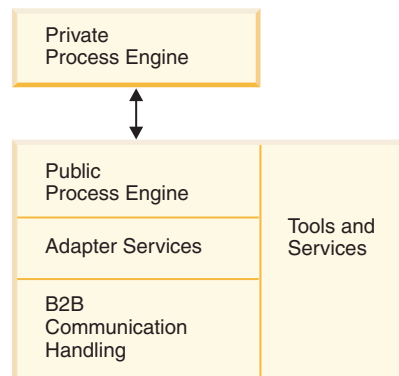 Private
Process Engine
Public
Process Engine
Adapter Services
B2B
Communication
Handling
Tools and
Services